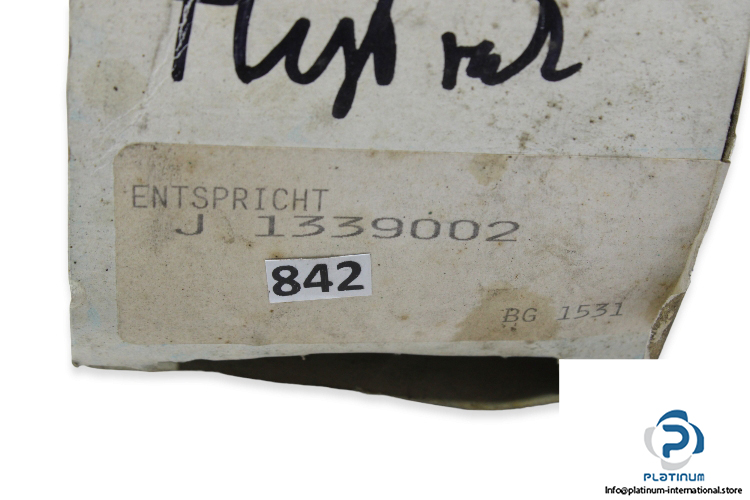 ENTSPRICHT
J 1339002
842
BG 1531
PLATINUM
Info@platinum-international.store